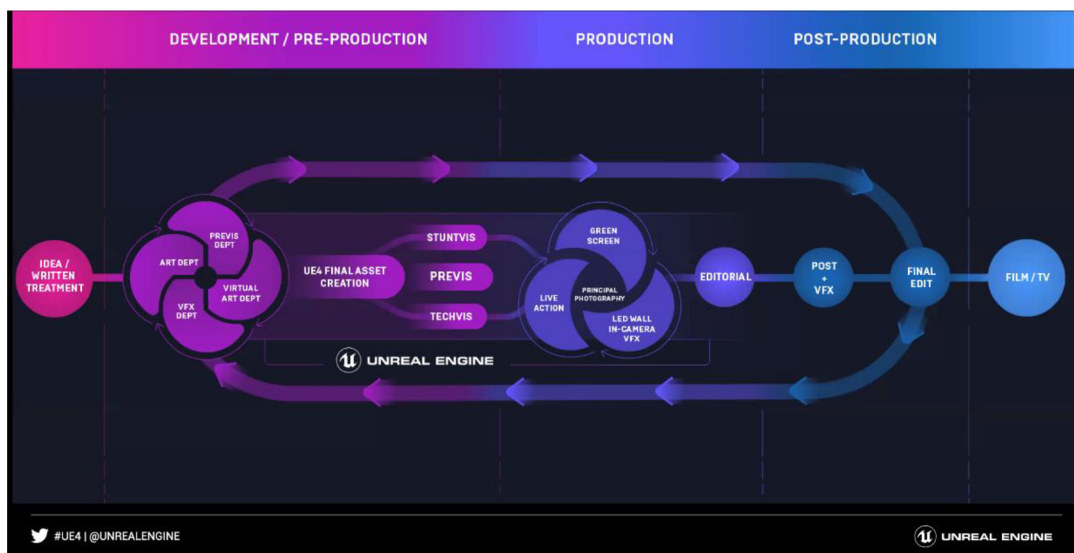 DEVELOPMENT / PRE-PRODUCTION
PRODUCTION
POST-PRODUCTION
IDEA /
WRITTEN
TREATMENT
PREVIS
DEPT
ART DEPT
VIRTUAL
ART DEPT
VFX
DEPT
UE4 FINAL ASSET
CREATION
STUNTVIS
PREVIS
TECHVIS
GREEN
SCREEN
LIVE
ACTION
PRINCIPAL
PHOTOGRAPHY
LED WALL
IN-CAMERA
VFX
EDITORIAL
POST
+
VFX
FINAL
EDIT
FILM / TV
UNREAL ENGINE
#UE4 | @UNREALENGINE
UNREAL ENGINE